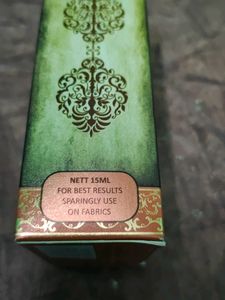 NETT 15ML
FOR BEST RESULTS
SPARINGLY USE
ON FABRICS